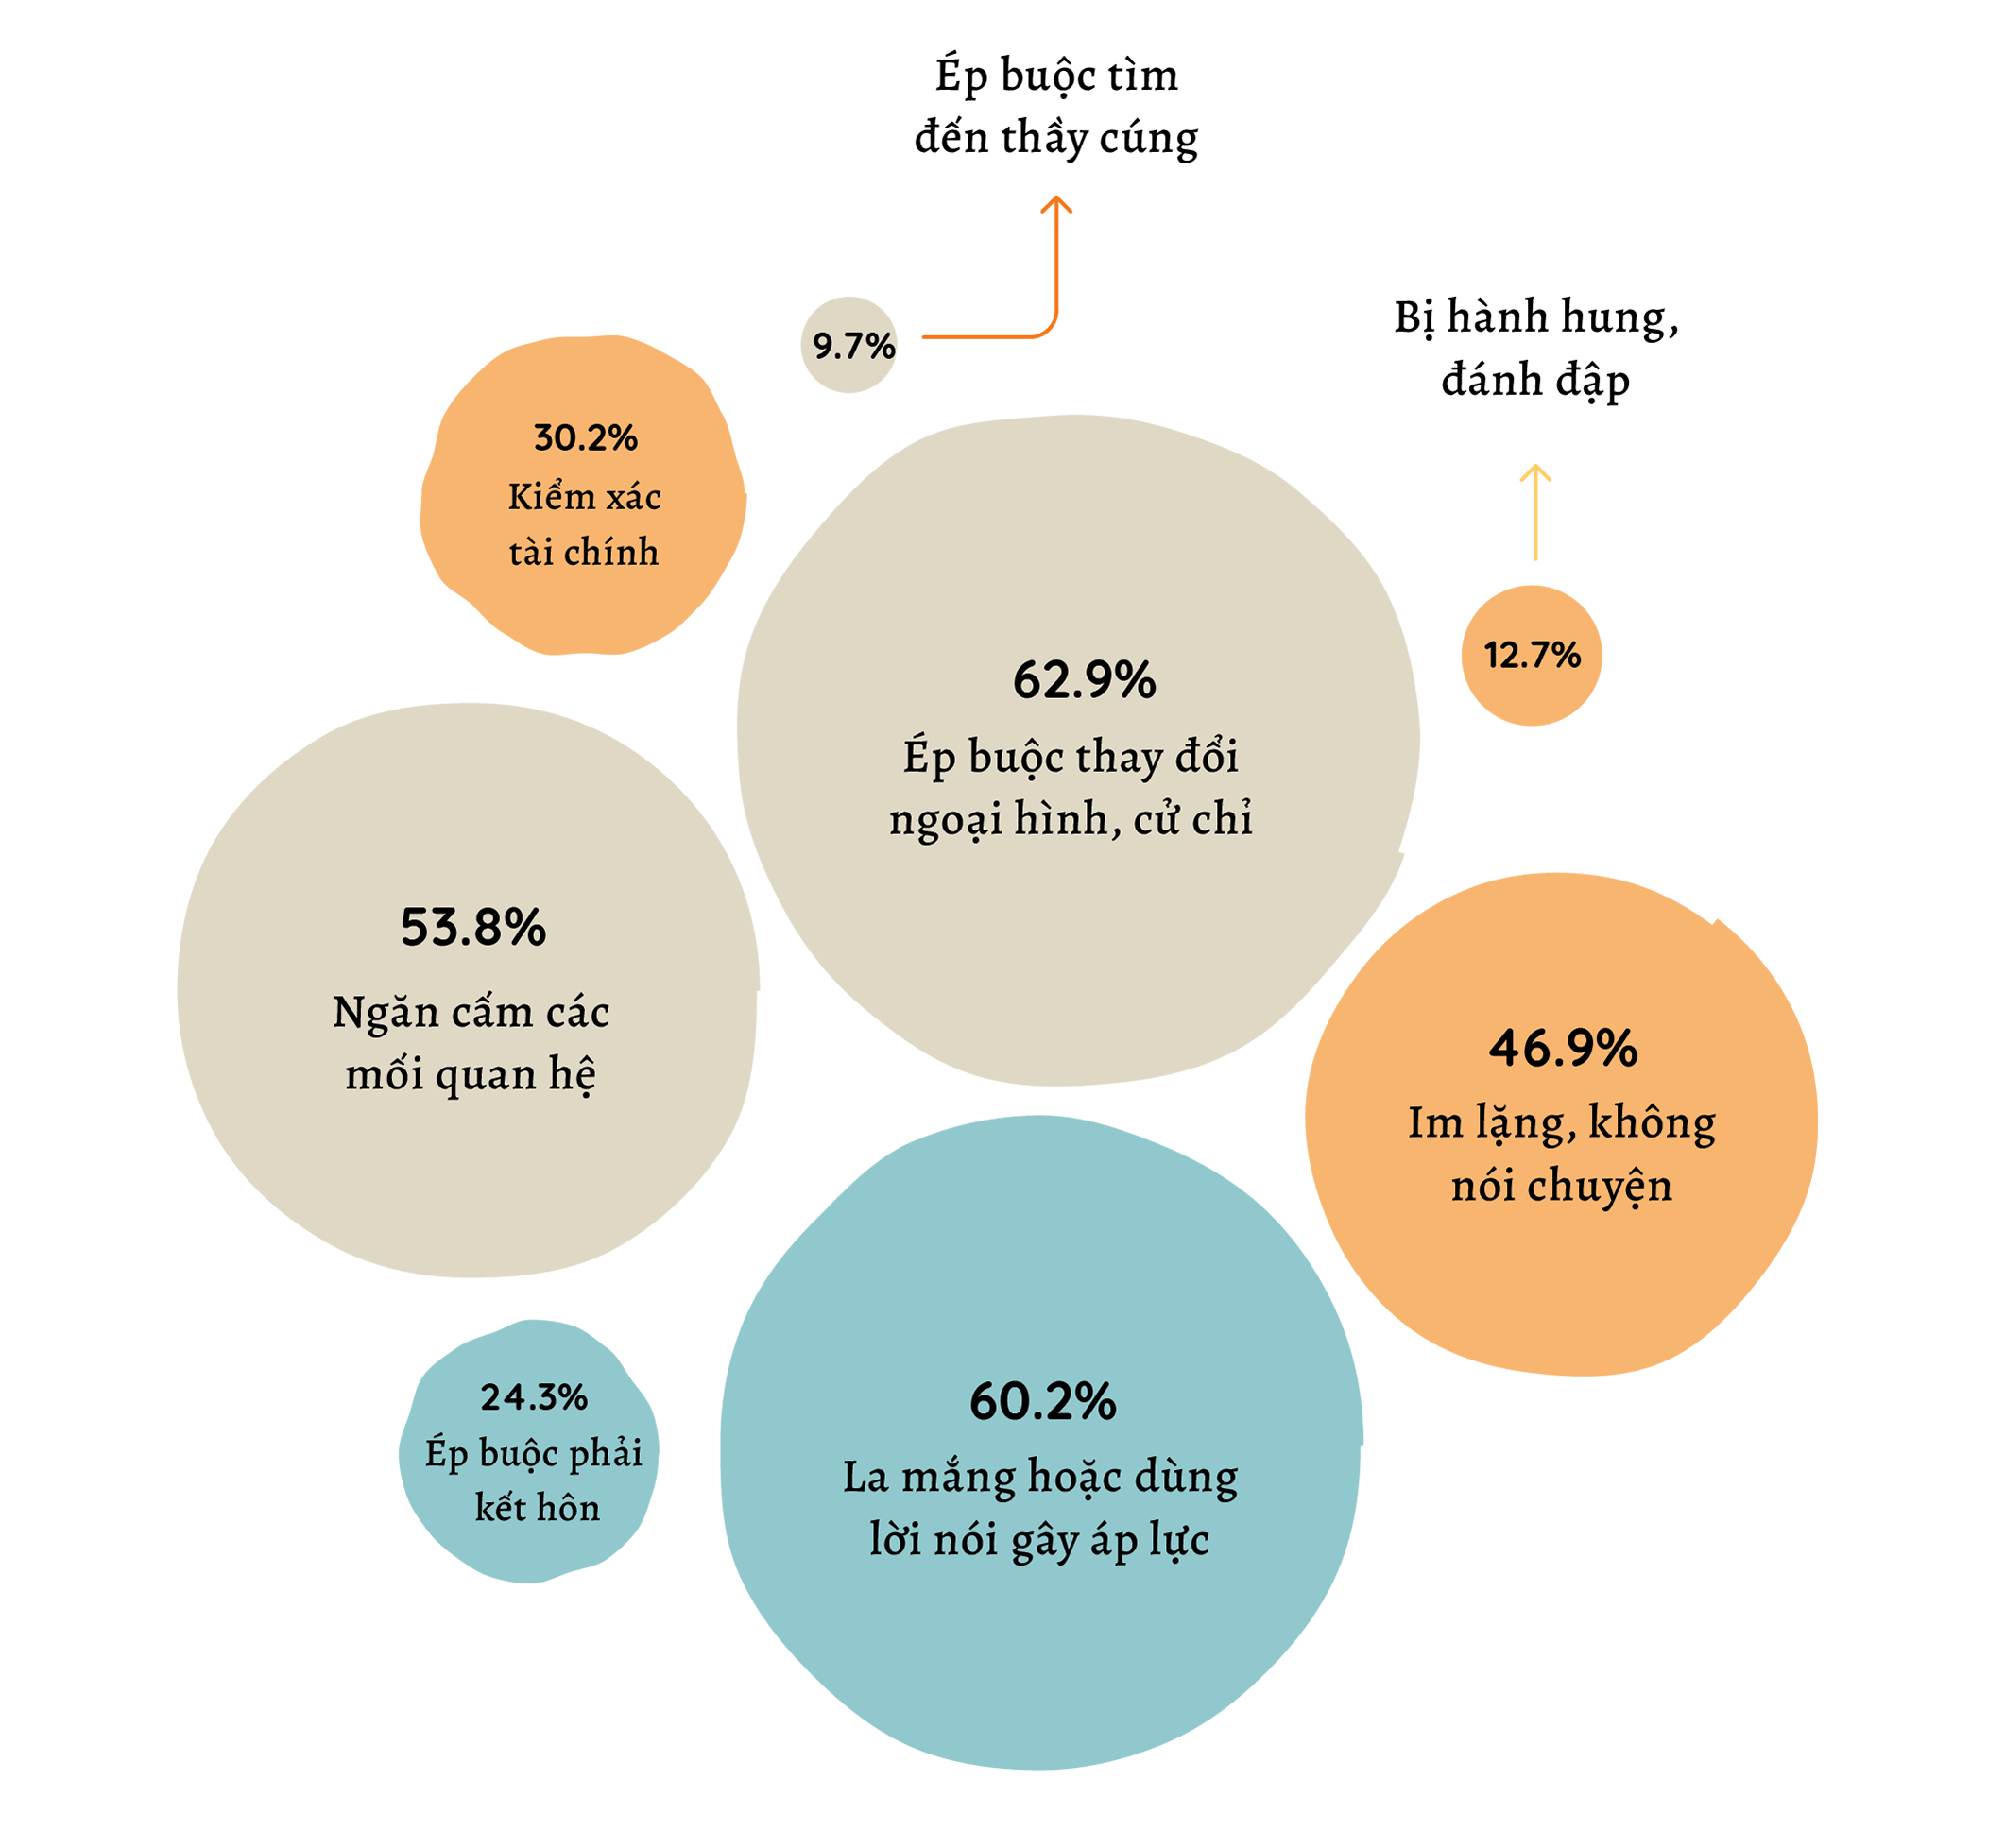 Ép buộc tìm
đến thầy cúng
9.7%
Bị hành hung,
đánh đập
12.7%
30.2%
Kiểm xác
tài chính
62.9%
Ép buộc thay đổi
ngoại hình, cử chỉ
53.8%
Ngăn cấm các
mối quan hệ
46.9%
Im lặng, không
nói chuyện
24.3%
Ép buộc phải
kết hôn
60.2%
La mắng hoặc dùng
lời nói gây áp lực